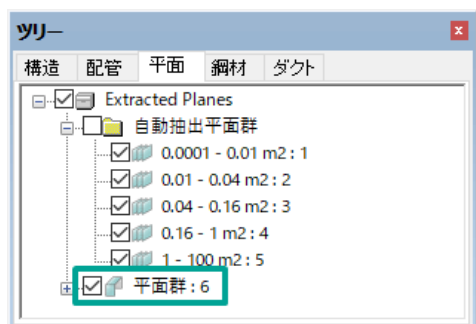 ツリー
構造 配管 平面 鋼材 ダクト
Extracted Planes
自動抽出平面群
0.0001 - 0.01 m2 : 1
0.01 - 0.04 m2 : 2
0.04 - 0.16 m2 : 3
0.16 - 1 m2 : 4
1 - 100 m2 : 5
平面群 : 6